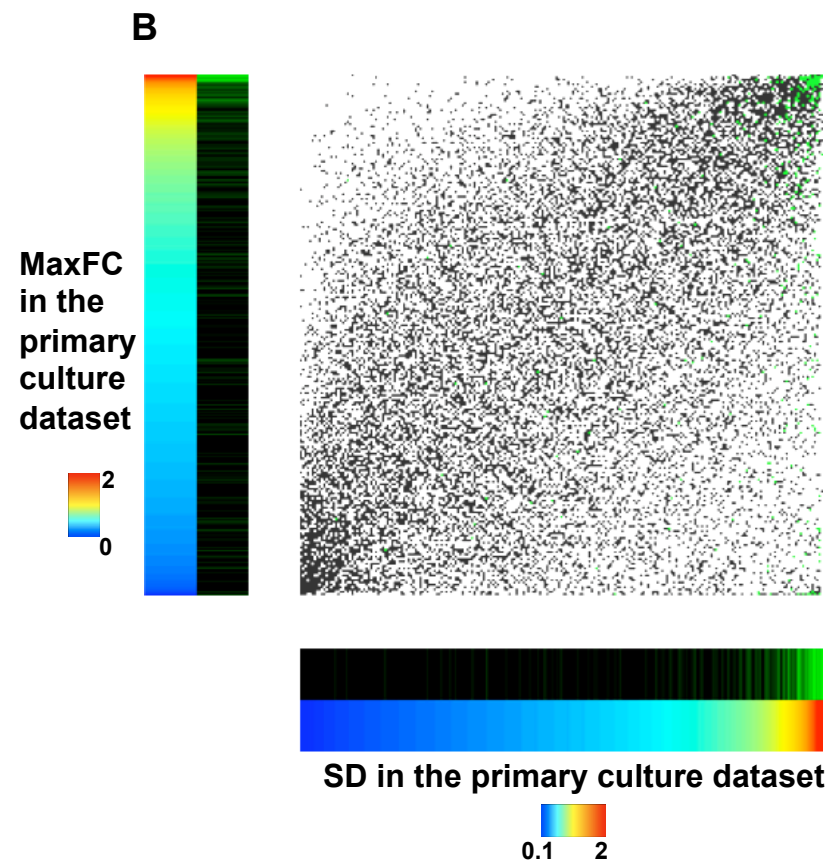 B
MaxFC
in the
primary
culture
dataset
2
0
SD in the primary culture dataset
0.1 2